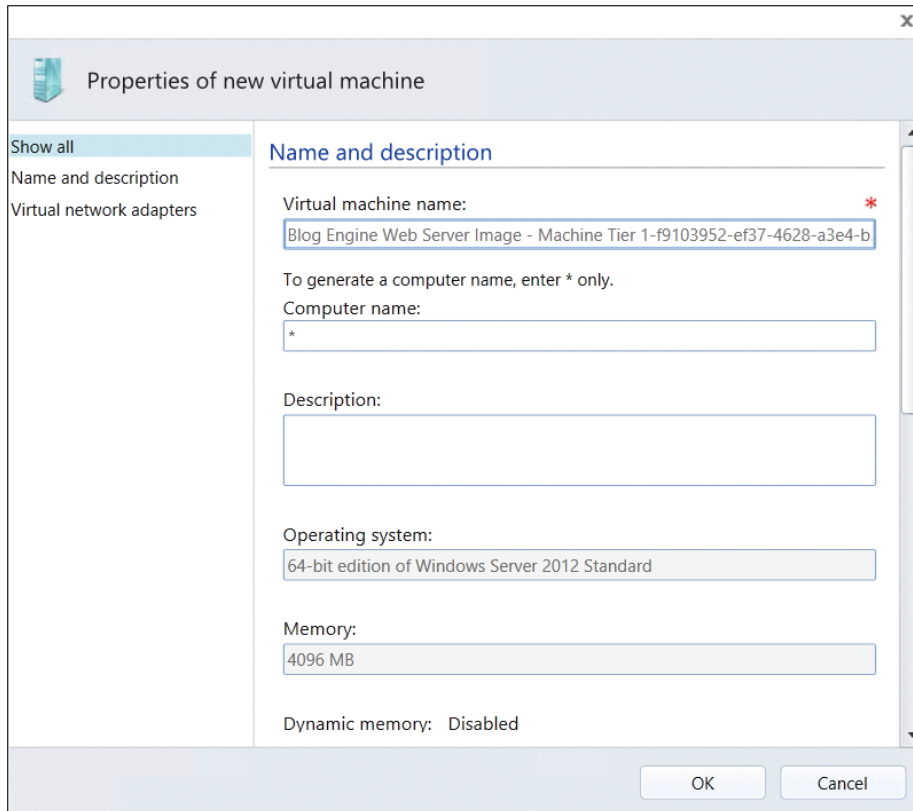 x
Properties of new virtual machine
Show all
Name and description
Virtual network adapters
Name and description
Virtual machine name: *
Blog Engine Web Server Image - Machine Tier 1-f9103952-ef37-4628-a3e4-b
To generate a computer name, enter * only.
Computer name:
*
Description:
Operating system:
64-bit edition of Windows Server 2012 Standard
Memory:
4096 MB
Dynamic memory: Disabled
OK Cancel